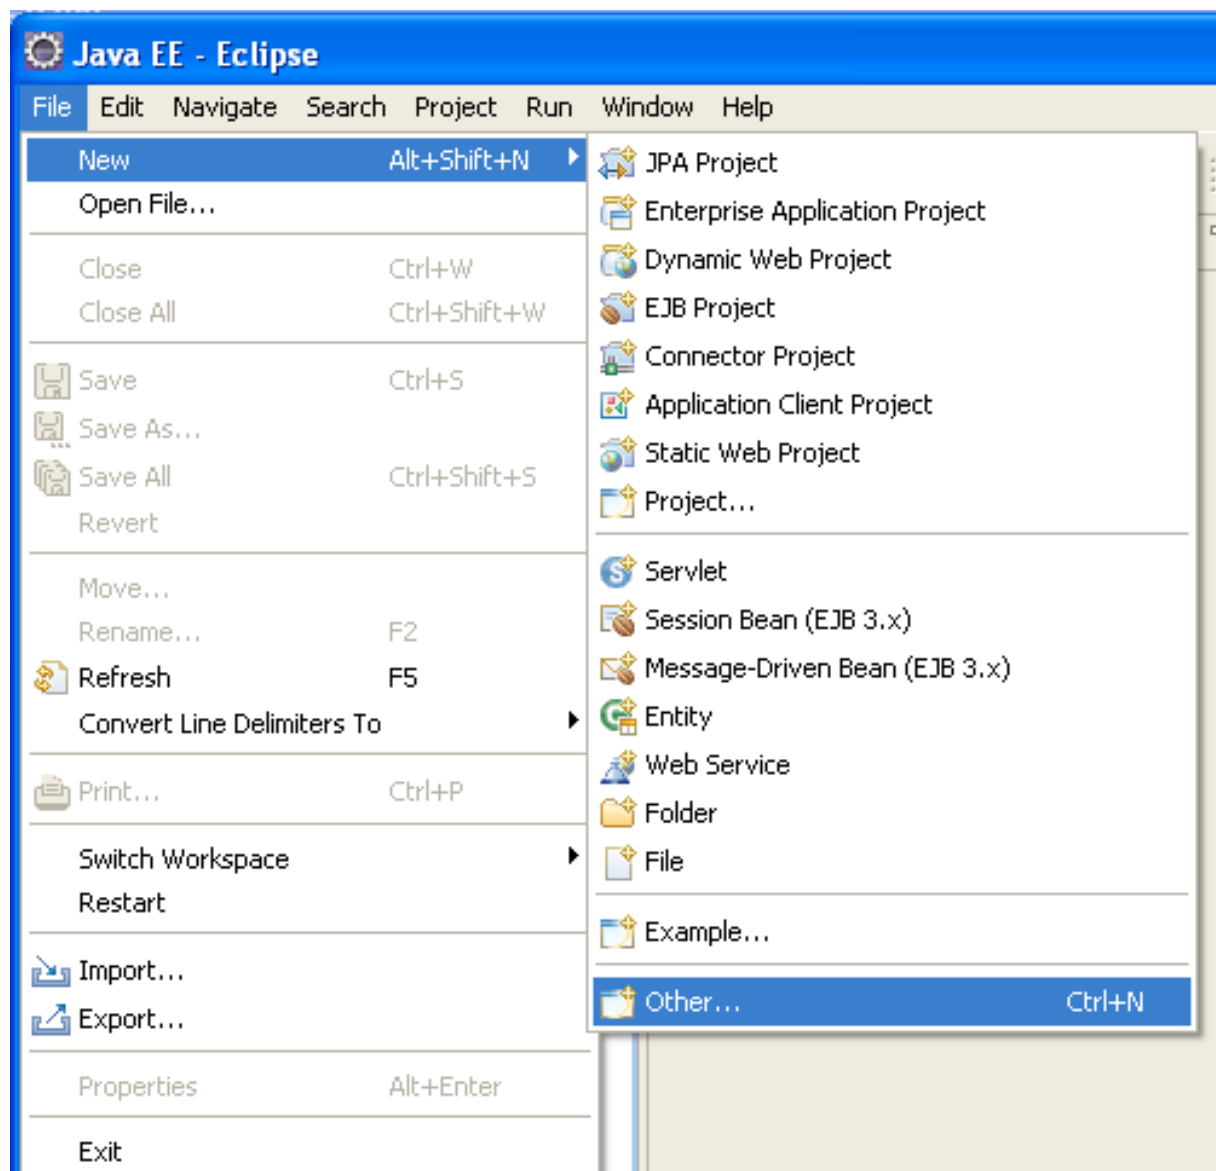 Java EE - Eclipse
File Edit Navigate Search Project Run Window Help
New Alt+Shift+N
Open File...
Close Ctrl+W
Close All Ctrl+Shift+W
Save Ctrl+S
Save As...
Save All Ctrl+Shift+S
Revert
Move...
Rename... F2
Refresh F5
Convert Line Delimiters To
Print... Ctrl+P
Switch Workspace
Restart
Import...
Export...
Properties Alt+Enter
Exit
JPA Project
Enterprise Application Project
Dynamic Web Project
EJB Project
Connector Project
Application Client Project
Static Web Project
Project...
Servlet
Session Bean (EJB 3.x)
Message-Driven Bean (EJB 3.x)
Entity
Web Service
Folder
File
Example...
Other... Ctrl+N